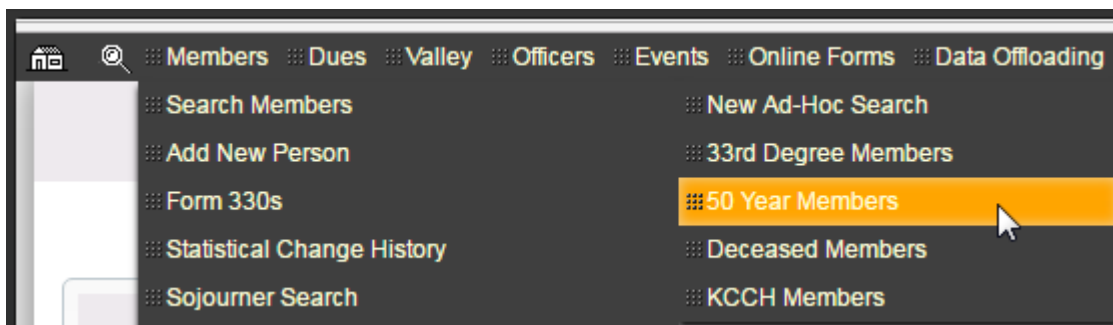 Members Dues Valley Officers Events Online Forms Data Offloading
Search Members New Ad-Hoc Search
Add New Person 33rd Degree Members
Form 330s 50 Year Members
Statistical Change History Deceased Members
Sojourner Search KCCH Members